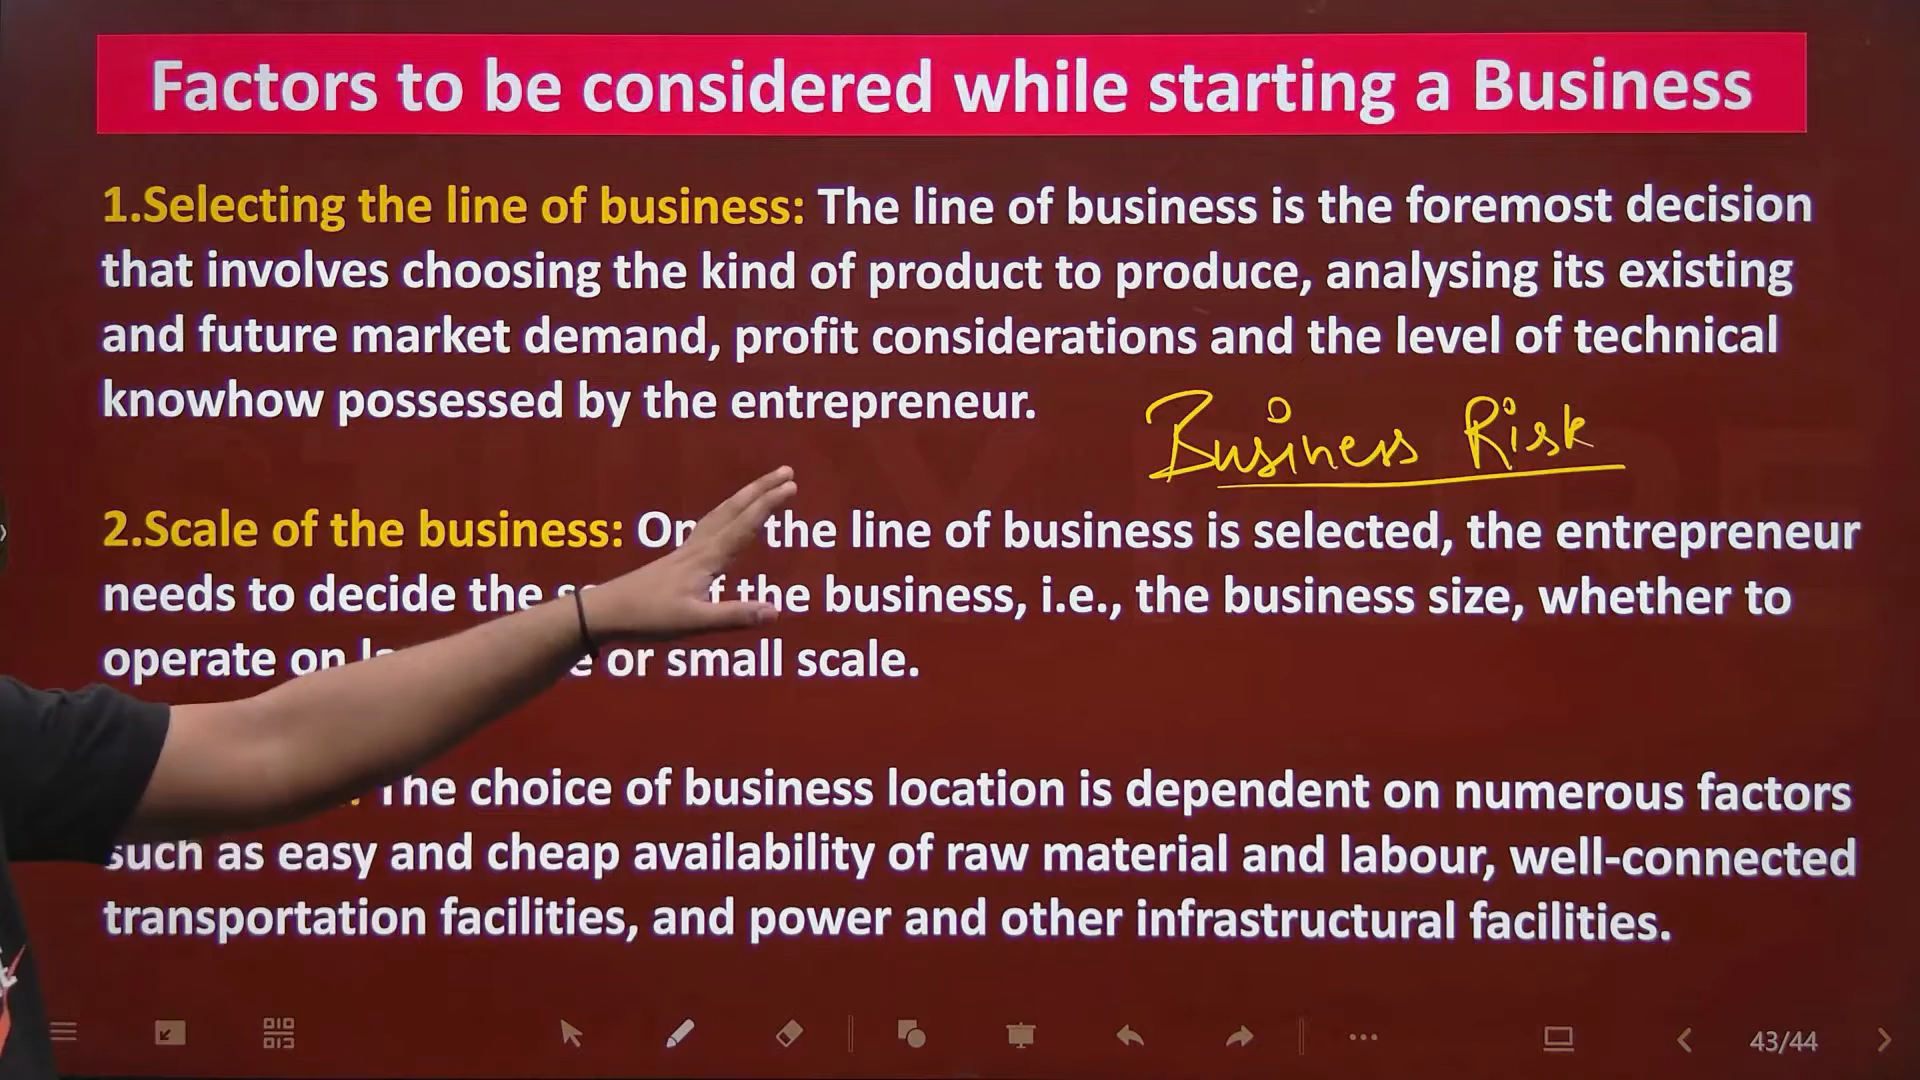 Factors to be considered while starting a Business
1.Selecting the line of business: The line of business is the foremost decision
that involves choosing the kind of product to produce, analysing its existing
and future market demand, profit considerations and the level of technical
knowhow possessed by the entrepreneur.
Business Risk
2.Scale of the business: the line of business is selected, the entrepreneur
needs to decide the the business, i.e., the business size, whether to
operate on or small scale.
The choice of business location is dependent on numerous factors
such as easy and cheap availability of raw material and labour, well-connected
transportation facilities, and power and other infrastructural facilities.
43/44